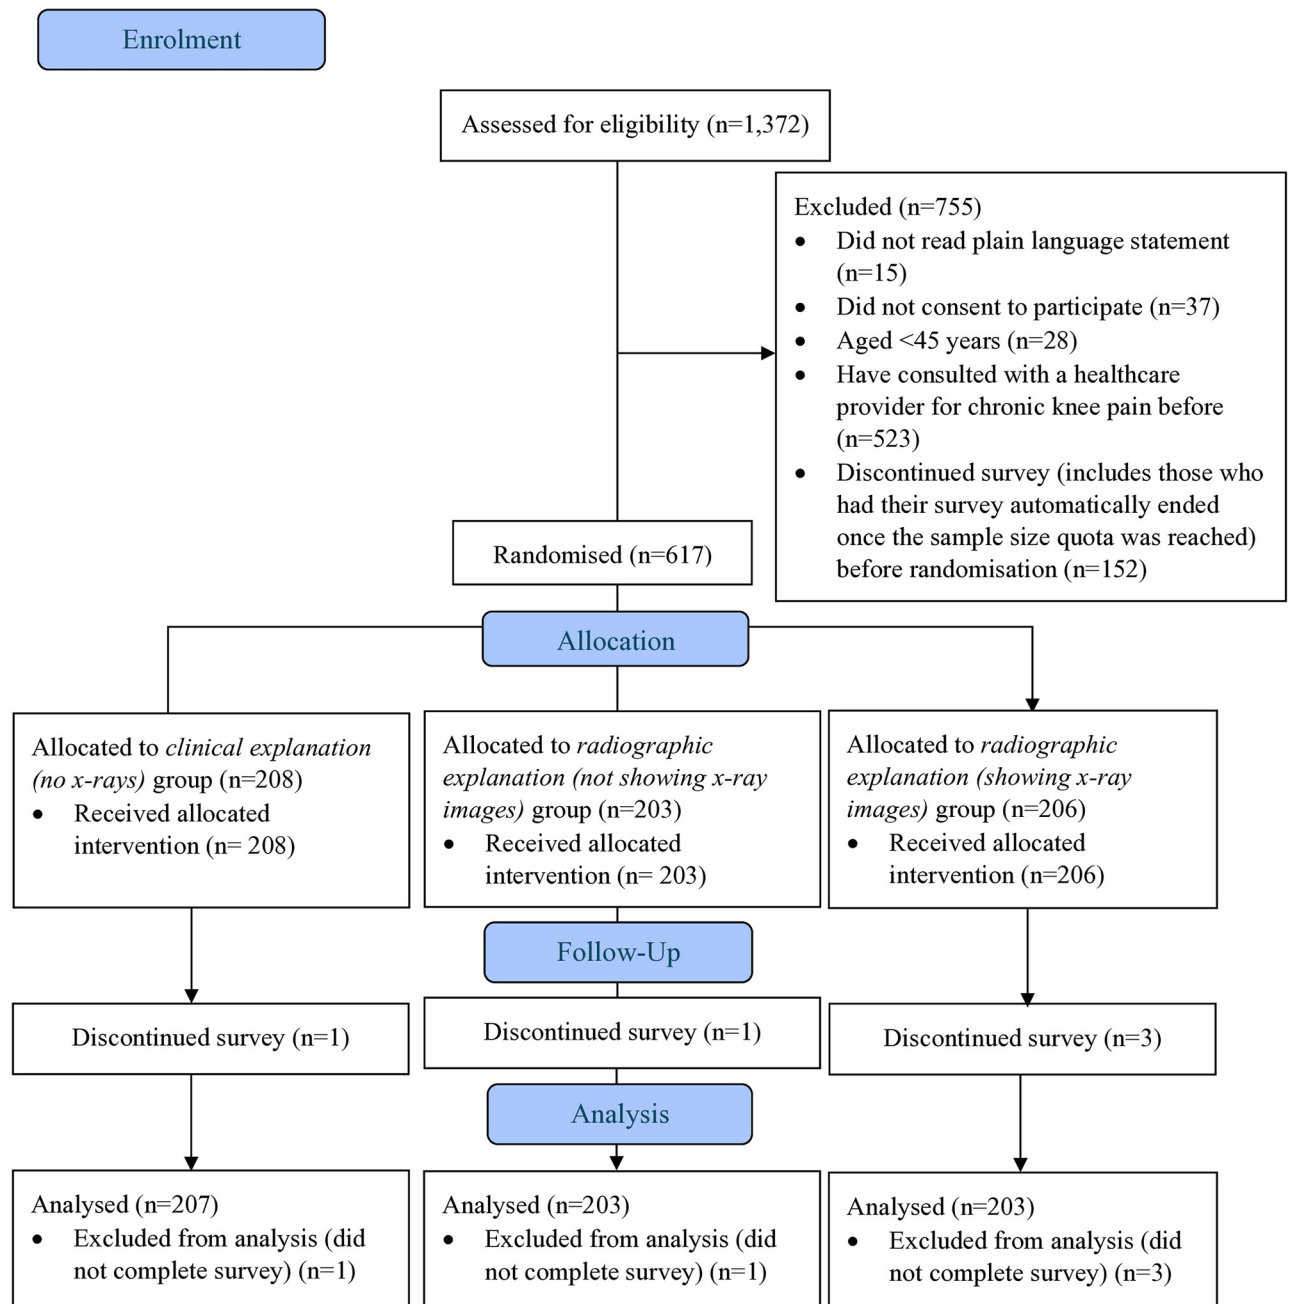 Enrolment
Assessed for eligibility (n=1,372)
Excluded (n=755)
• Did not read plain language statement
(n=15)
• Did not consent to participate (n=37)
• Aged <45 years (n=28)
• Have consulted with a healthcare
provider for chronic knee pain before
(n=523)
• Discontinued survey (includes those who
had their survey automatically ended
once the sample size quota was reached)
before randomisation (n=152)
Randomised (n=617)
Allocation
Allocated to clinical explanation
(no x-rays) group (n=208)
• Received allocated
intervention (n= 208)
Allocated to radiographic
explanation (not showing x-ray
images) group (n=203)
• Received allocated
intervention (n= 203)
Allocated to radiographic
explanation (showing x-ray
images) group (n=206)
• Received allocated
intervention (n=206)
Follow-Up
Discontinued survey (n=1)
Discontinued survey (n=1)
Discontinued survey (n=3)
Analysis
Analysed (n=207)
• Excluded from analysis (did
not complete survey) (n=1)
Analysed (n=203)
• Excluded from analysis (did
not complete survey) (n=1)
Analysed (n=203)
• Excluded from analysis (did
not complete survey) (n=3)